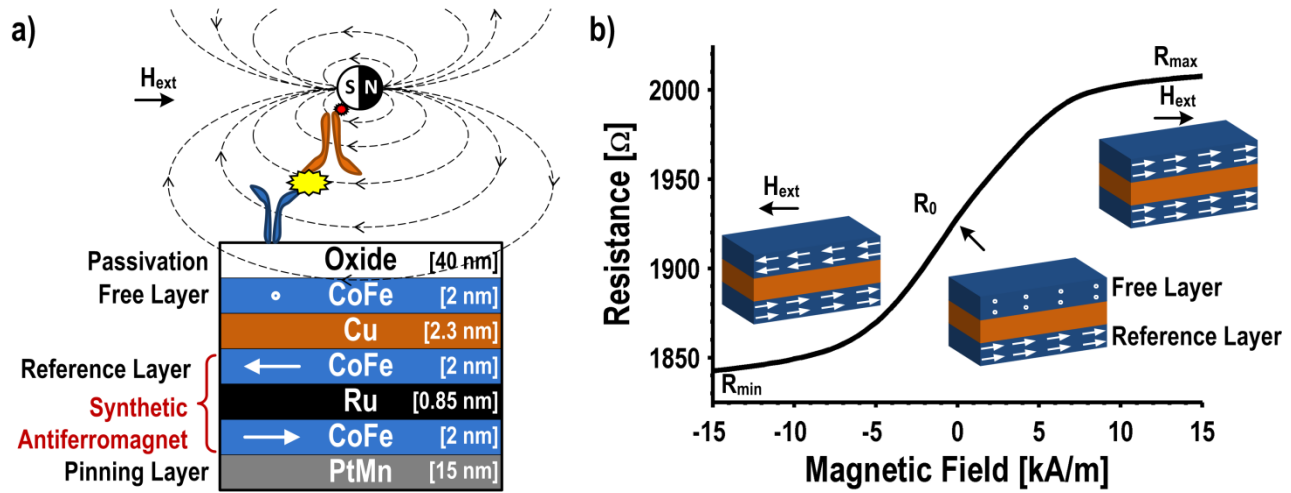 a)
H_ext
S N
Passivation Oxide [40 nm]
Free Layer CoFe [2 nm]
Cu [2.3 nm]
Reference Layer CoFe [2 nm]
Synthetic Ru [0.85 nm]
Antiferromagnet CoFe [2 nm]
Pinning Layer PtMn [15 nm]
b)
Resistance [Ω]
2000
1950
1900
1850
R_max
H_ext
H_ext
R_0
Free Layer
Reference Layer
R_min
-15 -10 -5 0 5 10 15
Magnetic Field [kA/m]